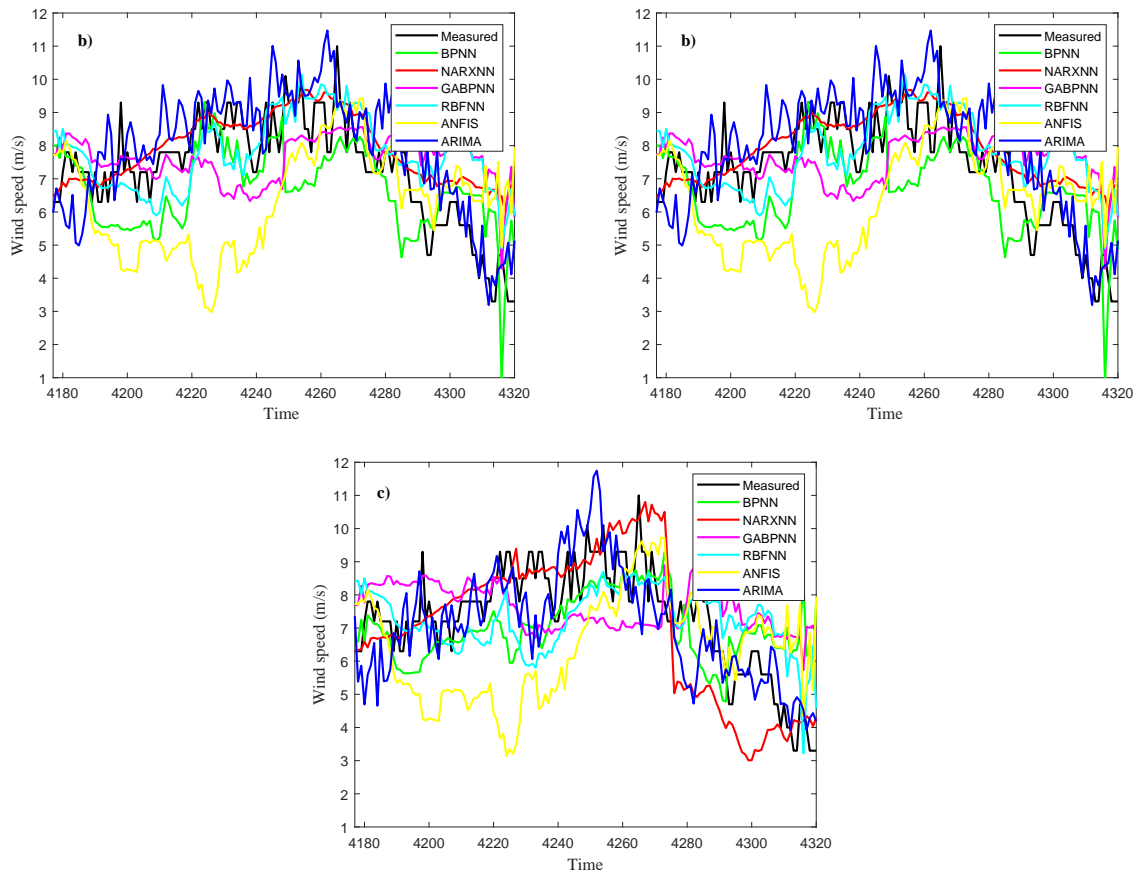 12
11
10
9
8
7
6
5
4
3
2
1
Wind speed (m/s)
b)
Measured
BPNN
NARXNN
GABPNN
RBFNN
ANFIS
ARIMA
4180 4200 4220 4240 4260 4280 4300 4320
Time
12
11
10
9
8
7
6
5
4
3
2
1
Wind speed (m/s)
b)
Measured
BPNN
NARXNN
GABPNN
RBFNN
ANFIS
ARIMA
4180 4200 4220 4240 4260 4280 4300 4320
Time
12
11
10
9
8
7
6
5
4
3
2
1
Wind speed (m/s)
c)
Measured
BPNN
NARXNN
GABPNN
RBFNN
ANFIS
ARIMA
4180 4200 4220 4240 4260 4280 4300 4320
Time